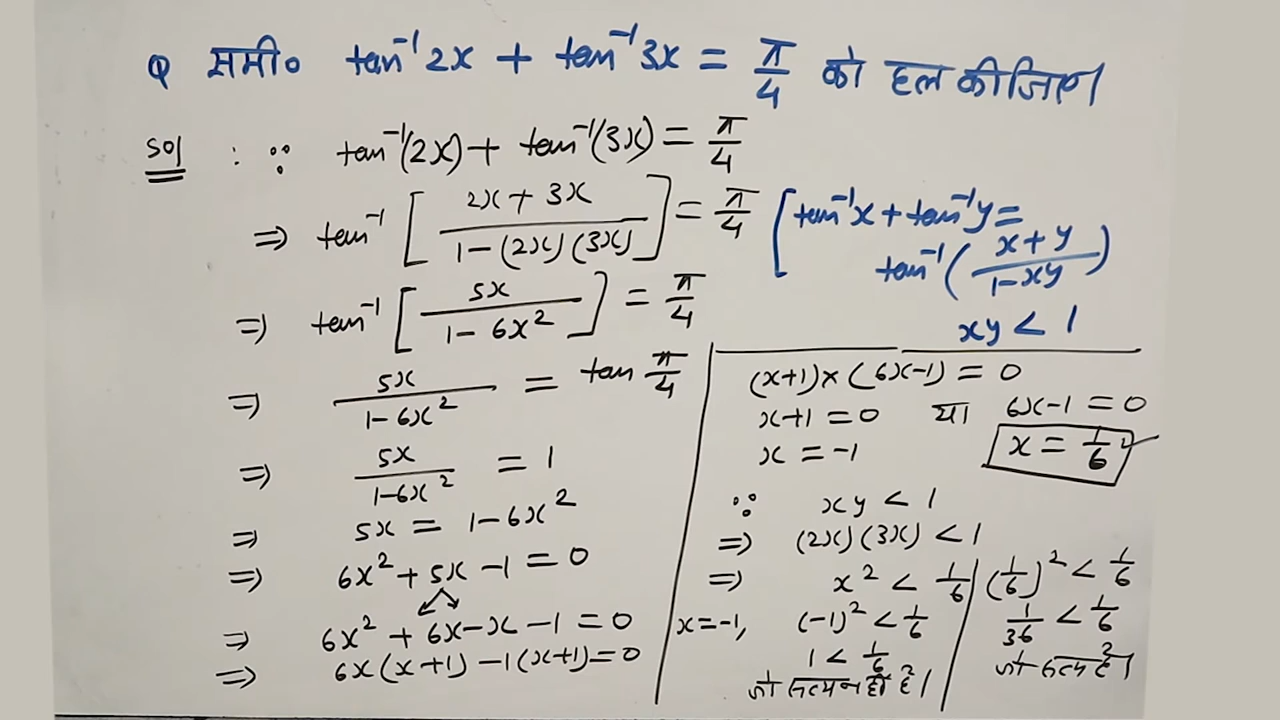 Q समी० tan⁻¹2x + tan⁻¹3x = π/4 को हल कीजिए।
Sol : ∵ tan⁻¹(2x) + tan⁻¹(3x) = π/4
⇒ tan⁻¹[(2x + 3x)/(1-(2x)(3x))] = π/4
[tan⁻¹x + tan⁻¹y =
tan⁻¹((x+y)/(1-xy))
xy < 1
⇒ tan⁻¹[5x/(1-6x²)] = π/4
⇒ 5x/(1-6x²) = tan π/4
⇒ 5x/(1-6x²) = 1
⇒ 5x = 1-6x²
⇒ 6x² + 5x - 1 = 0
⇒ 6x² + 6x - x - 1 = 0
⇒ 6x(x+1) - 1(x+1) = 0
(x+1) × (6x-1) = 0
x+1 = 0 या 6x-1 = 0
x = -1 x = 1/6
∵ xy < 1
⇒ (2x)(3x) < 1
⇒ x² < 1/6
x = -1, (-1)² < 1/6
1 < 1/6
जो सत्य नहीं है।
(1/6)² < 1/6
1/36 < 1/6
जो सत्य है।